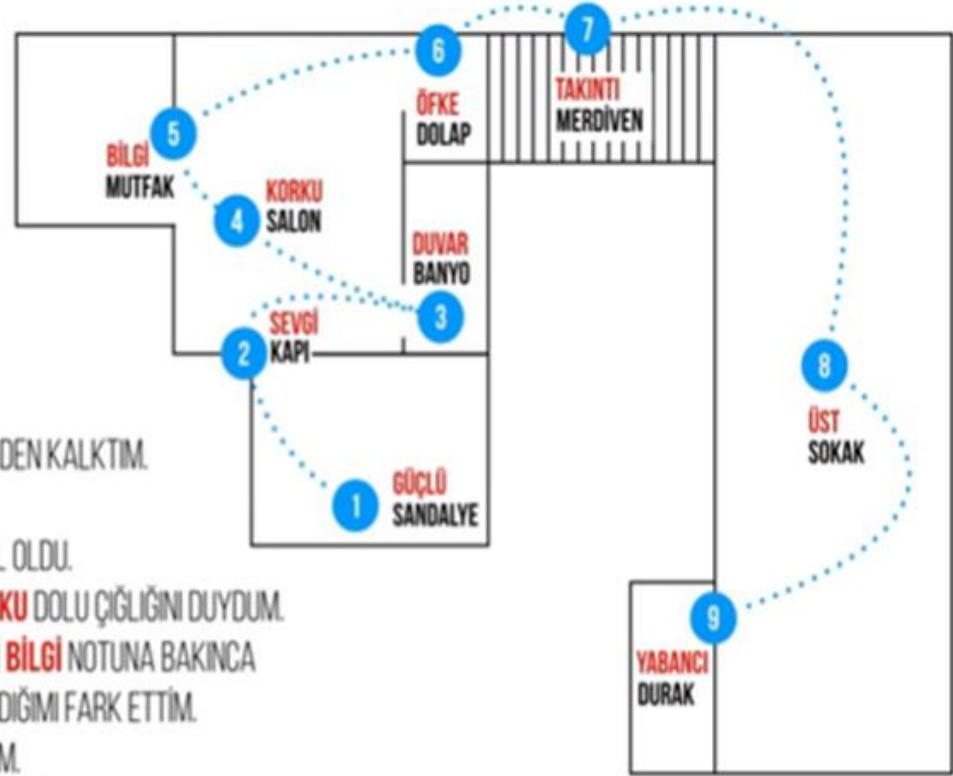 6
7
ÖFKE
DOLAP
TAKINTI
MERDİVEN
5
BİLGİ
MUTFAK
4
KORKU
SALON
DUVAR
BANYO
3
SEVGİ
KAPI
2
8
ÜST
SOKAK
1
GÜÇLÜ
SANDALYE
9
YABANCI
DURAK
DEN KALKTIM.
L OLDU.
KU DOLU ÇIĞLIĞINI DUYDUM.
İ BİLGİ NOTUNA BAKINCA
DIĞIMI FARK ETTİM.
M.